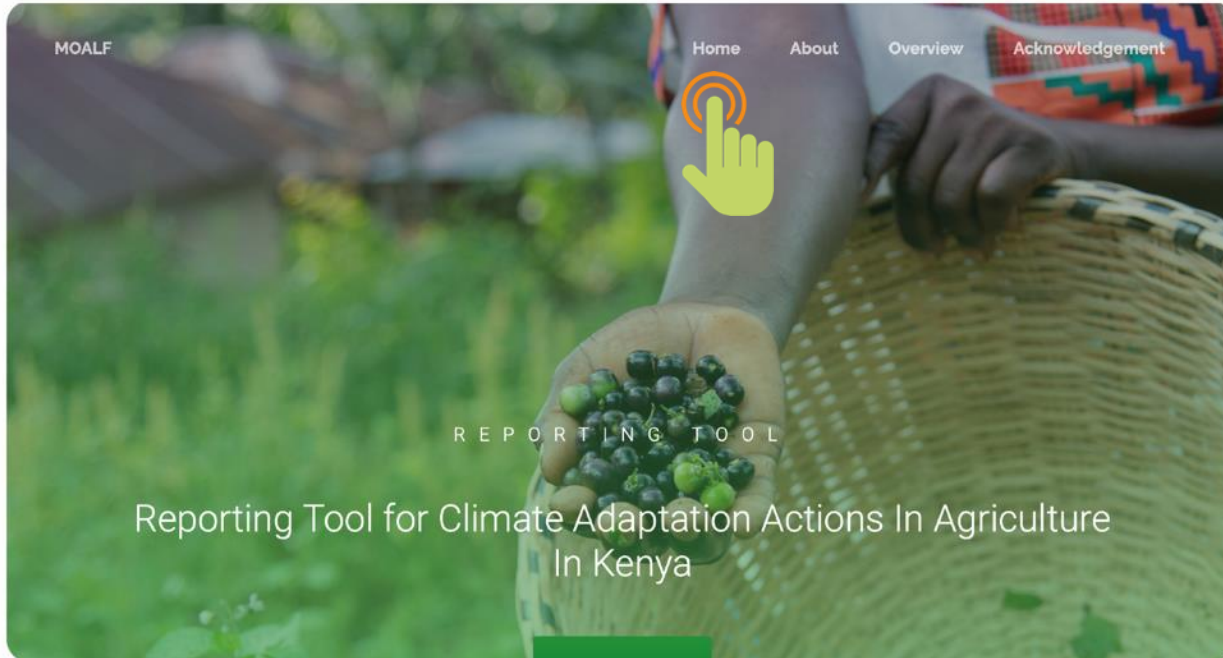 MOALF
Home About Overview Acknowledgement
REPORTING TOOL
Reporting Tool for Climate Adaptation Actions In Agriculture
In Kenya